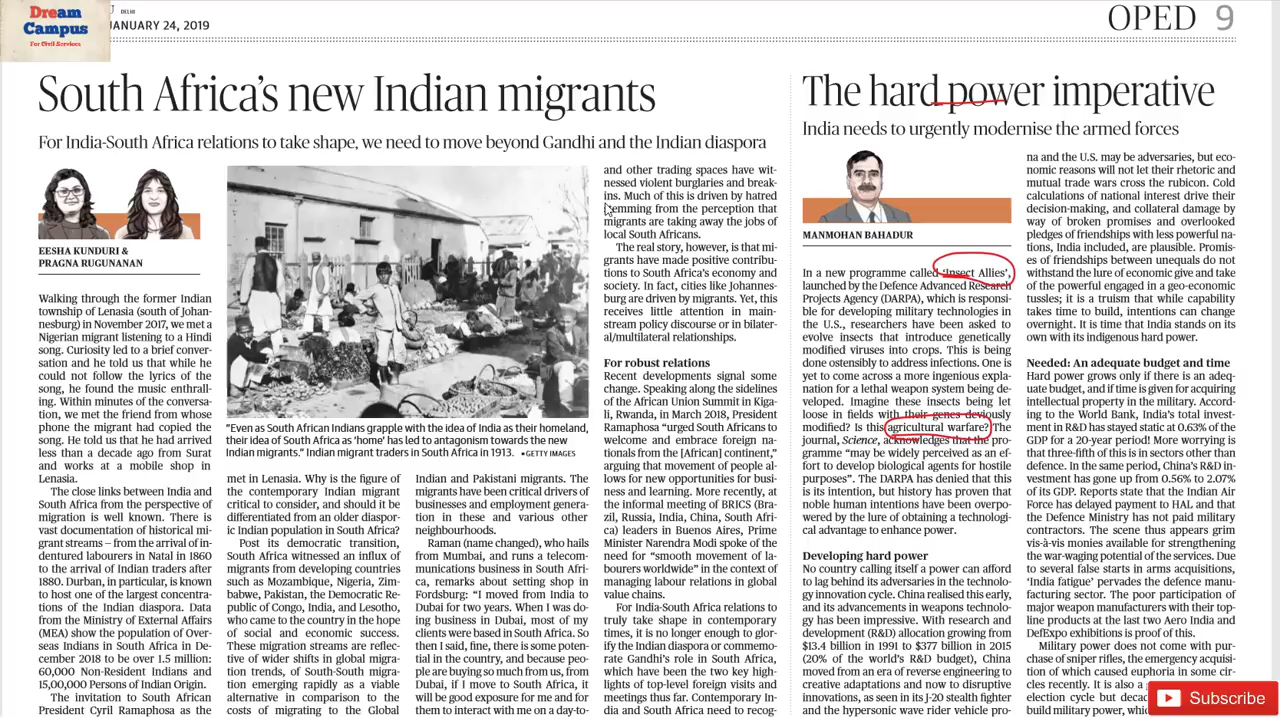 Dream
Campus
For Civil Services
U DELHI
JANUARY 24, 2019
OPED 9
South Africa's new Indian migrants
For India-South Africa relations to take shape, we need to move beyond Gandhi and the Indian diaspora
EESHA KUNDURI &
PRAGNA RUGUNANAN
Walking through the former Indian
township of Lenasia (south of Johan-
nesburg) in November 2017, we met a
Nigerian migrant listening to a Hindi
song. Curiosity led to a brief conver-
sation and he told us that while he
could not follow the lyrics of the
song, he found the music enthrall-
ing. Within minutes of the conversa-
tion, we met the friend from whose
phone the migrant had copied the
song. He told us that he had arrived
less than a decade ago from Surat
and works at a mobile shop in
Lenasia.
The close links between India and
South Africa from the perspective of
migration is well known. There is
vast documentation of historical mi-
grant streams – from the arrival of in-
dentured labourers in Natal in 1860
to the arrival of Indian traders after
1880. Durban, in particular, is known
to host one of the largest concentra-
tions of the Indian diaspora. Data
from the Ministry of External Affairs
(MEA) show the population of Over-
seas Indians in South Africa in De-
cember 2018 to be over 1.5 million:
60,000 Non-Resident Indians and
15,00,000 Persons of Indian Origin.
The invitation to South African
President Cyril Ramaphosa as the
"Even as South African Indians grapple with the idea of India as their homeland,
their idea of South Africa as 'home' has led to antagonism towards the new
Indian migrants." Indian migrant traders in South Africa in 1913. ▪ GETTY IMAGES
met in Lenasia. Why is the figure of
the contemporary Indian migrant
critical to consider, and should it be
differentiated from an older diaspor-
ic Indian population in South Africa?
Post its democratic transition,
South Africa witnessed an influx of
migrants from developing countries
such as Mozambique, Nigeria, Zim-
babwe, Pakistan, the Democratic Re-
public of Congo, India, and Lesotho,
who came to the country in the hope
of social and economic success.
These migration streams are reflec-
tive of wider shifts in global migra-
tion trends, of South-South migra-
tion emerging rapidly as a viable
alternative in comparison to the
costs of migrating to the Global
Indian and Pakistani migrants. The
migrants have been critical drivers of
businesses and employment genera-
tion in these and various other
neighbourhoods.
Raman (name changed), who hails
from Mumbai, and runs a telecom-
munications business in South Afri-
ca, remarks about setting shop in
Fordsburg: "I moved from India to
Dubai for two years. When I was do-
ing business in Dubai, most of my
clients were based in South Africa. So
then I said, fine, there is some poten-
tial in the country, and because peo-
ple are buying so much from us, from
Dubai, if I move to South Africa, it
will be good exposure for me and for
them to interact with me on a day-to-
and other trading spaces have wit-
nessed violent burglaries and break-
ins. Much of this is driven by hatred
stemming from the perception that
migrants are taking away the jobs of
local South Africans.
The real story, however, is that mi-
grants have made positive contribu-
tions to South Africa's economy and
society. In fact, cities like Johannes-
burg are driven by migrants. Yet, this
receives little attention in main-
stream policy discourse or in bilater-
al/multilateral relationships.
For robust relations
Recent developments signal some
change. Speaking along the sidelines
of the African Union Summit in Kiga-
li, Rwanda, in March 2018, President
Ramaphosa "urged South Africans to
welcome and embrace foreign na-
tionals from the [African] continent,"
arguing that movement of people al-
lows for new opportunities for busi-
ness and learning. More recently, at
the informal meeting of BRICS (Bra-
zil, Russia, India, China, South Afri-
ca) leaders in Buenos Aires, Prime
Minister Narendra Modi spoke of the
need for "smooth movement of la-
bourers worldwide" in the context of
managing labour relations in global
value chains.
For India-South Africa relations to
truly take shape in contemporary
times, it is no longer enough to glor-
ify the Indian diaspora or commemo-
rate Gandhi's role in South Africa,
which have been the two key high-
lights of top-level foreign visits and
meetings thus far. Contemporary In-
dia and South Africa need to recog-
The hard power imperative
India needs to urgently modernise the armed forces
MANMOHAN BAHADUR
In a new programme called 'Insect Allies',
launched by the Defence Advanced Research
Projects Agency (DARPA), which is responsi-
ble for developing military technologies in
the U.S., researchers have been asked to
evolve insects that introduce genetically
modified viruses into crops. This is being
done ostensibly to address infections. One is
yet to come across a more ingenious expla-
nation for a lethal weapon system being de-
veloped. Imagine these insects being let
loose in fields with their genes deviously
modified? Is this agricultural warfare? The
journal, Science, acknowledges that the pro-
gramme "may be widely perceived as an ef-
fort to develop biological agents for hostile
purposes". The DARPA has denied that this
is its intention, but history has proven that
noble human intentions have been overpo-
wered by the lure of obtaining a technologi-
cal advantage to enhance power.
Developing hard power
No country calling itself a power can afford
to lag behind its adversaries in the technolo-
gy innovation cycle. China realised this early,
and its advancements in weapons technolo-
gy has been impressive. With research and
development (R&D) allocation growing from
$13.4 billion in 1991 to $377 billion in 2015
(20% of the world's R&D budget), China
moved from an era of reverse engineering to
creative adaptations and now to disruptive
innovations, as seen in its J-20 stealth fighter
and the hypersonic wave rider vehicle pro-
na and the U.S. may be adversaries, but eco-
nomic reasons will not let their rhetoric and
mutual trade wars cross the rubicon. Cold
calculations of national interest drive their
decision-making, and collateral damage by
way of broken promises and overlooked
pledges of friendships with less powerful na-
tions, India included, are plausible. Promis-
es of friendships between unequals do not
withstand the lure of economic give and take
of the powerful engaged in a geo-economic
tussles; it is a truism that while capability
takes time to build, intentions can change
overnight. It is time that India stands on its
own with its indigenous hard power.
Needed: An adequate budget and time
Hard power grows only if there is an adeq-
uate budget, and if time is given for acquiring
intellectual property in the military. Accord-
ing to the World Bank, India's total invest-
ment in R&D has stayed static at 0.63% of the
GDP for a 20-year period! More worrying is
that three-fifth of this is in sectors other than
defence. In the same period, China's R&D in-
vestment has gone up from 0.56% to 2.07%
of its GDP. Reports state that the Indian Air
Force has delayed payment to HAL and that
the Defence Ministry has not paid military
contractors. The scene thus appears grim
vis-à-vis monies available for strengthening
the war-waging potential of the services. Due
to several false starts in arms acquisitions,
'India fatigue' pervades the defence manu-
facturing sector. The poor participation of
major weapon manufacturers with their top-
line products at the last two Aero India and
DefExpo exhibitions is proof of this.
Military power does not come with pur-
chase of sniper rifles, the emergency acquisi-
tion of which caused euphoria in some cir-
cles recently. It is also a
election cycle but deca
build military power, whic
Subscribe